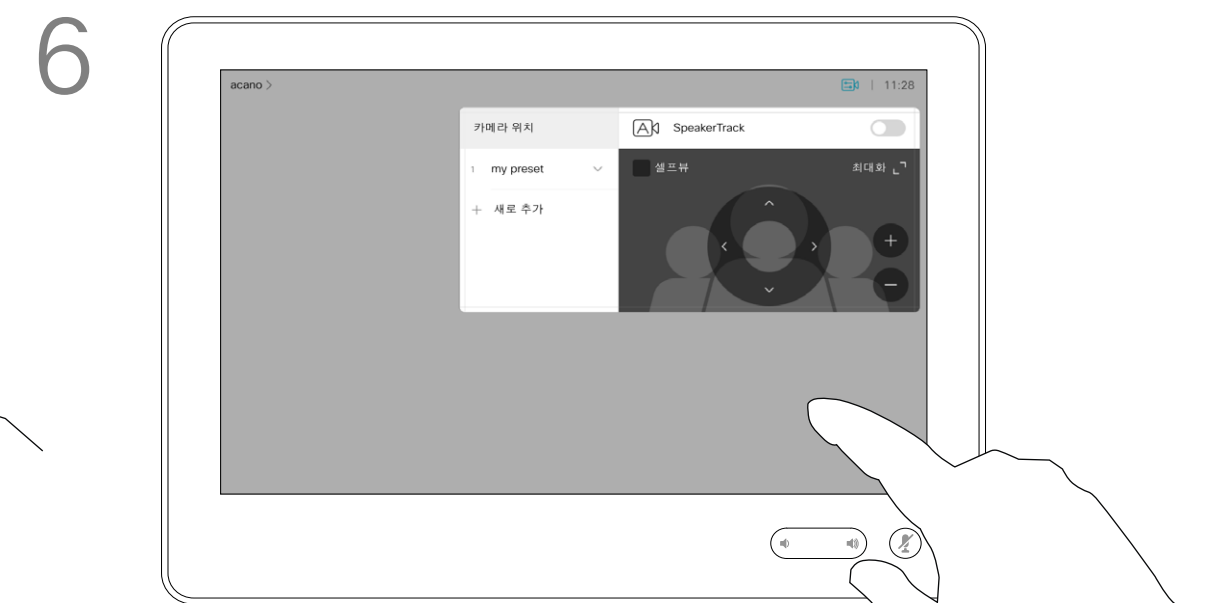 6
acano >
11:28
카메라 위치
SpeakerTrack
1 my preset
셀프뷰
최대화
+ 새로 추가